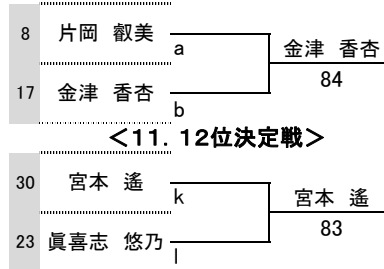 8 片岡 叡美 a
金津 香杏
84
17 金津 香杏 b
＜11．12位決定戦＞
30 宮本 遙 k
宮本 遙
83
23 眞喜志 悠乃 l